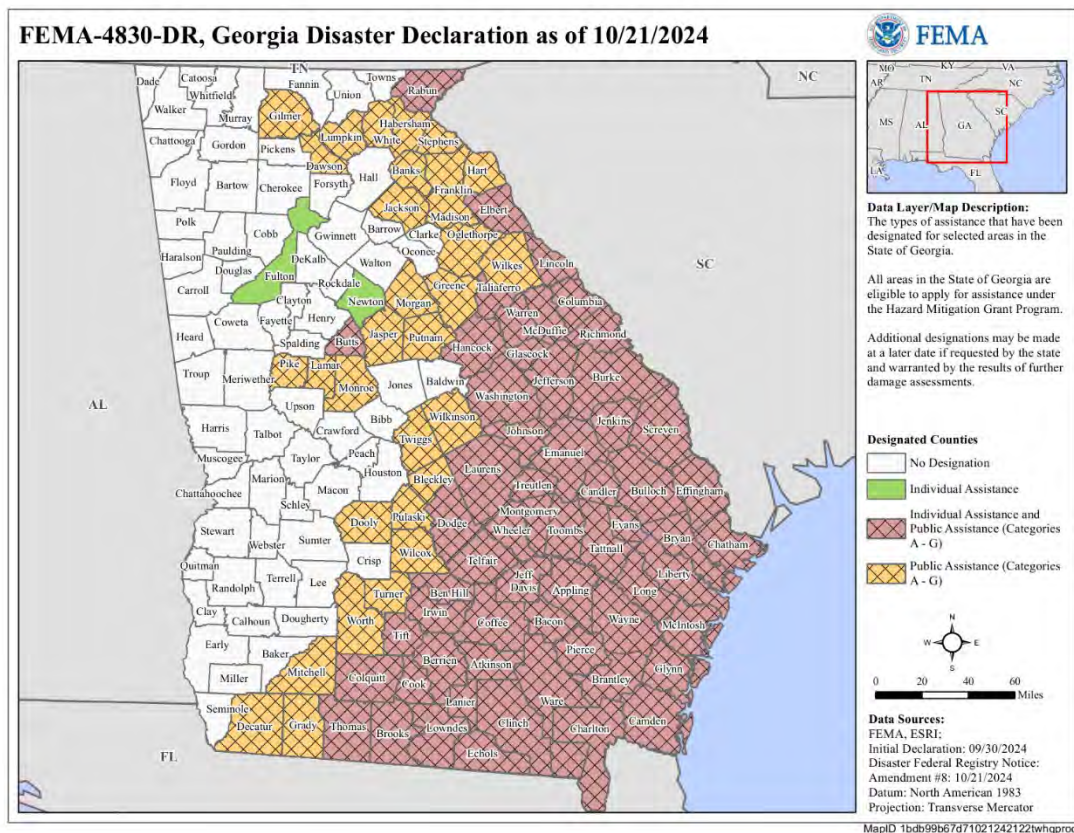 FEMA-4830-DR, Georgia Disaster Declaration as of 10/21/2024
FEMA
TN
NC
SC
AL
FL
Dade
Catoosa
Whitfield
Fannin
Towns
Rabun
Union
Walker
Murray
Gilmer
Habersham
Lumpkin
White
Stephens
Chattooga
Gordon
Pickens
Dawson
Banks
Hart
Hall
Franklin
Floyd
Bartow
Cherokee
Forsyth
Jackson
Madison
Elbert
Polk
Cobb
Gwinnett
Barrow
Clarke
Oglethorpe
Paulding
Oconee
Haralson
Douglas
DeKalb
Walton
Wilkes
Lincoln
Fulton
Rockdale
Greene
Taliaferro
Carroll
Clayton
Newton
Morgan
Columbia
Coweta
Fayette
Henry
Warren
McDuffie
Heard
Spalding
Butts
Jasper
Putnam
Hancock
Richmond
Glascock
Troup
Meriwether
Pike
Lamar
Monroe
Jones
Baldwin
Jefferson
Burke
Washington
Upson
Harris
Talbot
Crawford
Bibb
Wilkinson
Jenkins
Screven
Twiggs
Johnson
Muscogee
Taylor
Peach
Emanuel
Houston
Laurens
Marion
Macon
Bleckley
Chattahoochee
Schley
Treutlen
Candler
Bulloch
Effingham
Montgomery
Stewart
Webster
Sumter
Dooly
Pulaski
Dodge
Wheeler
Toombs
Evans
Bryan
Chatham
Wilcox
Tattnall
Quitman
Crisp
Telfair
Randolph
Terrell
Lee
Turner
Ben Hill
Jeff
Davis
Appling
Liberty
Long
Clay
Calhoun
Dougherty
Worth
Irwin
Coffee
Bacon
Wayne
McIntosh
Tift
Early
Baker
Pierce
Miller
Mitchell
Colquitt
Cook
Berrien
Atkinson
Brantley
Glynn
Lanier
Ware
Seminole
Decatur
Grady
Thomas
Brooks
Lowndes
Clinch
Charlton
Camden
Echols
MO
KY
VA
AR
TN
NC
SC
MS
AL
GA
LA
FL
Data Layer/Map Description:
The types of assistance that have been
designated for selected areas in the
State of Georgia.
All areas in the State of Georgia are
eligible to apply for assistance under
the Hazard Mitigation Grant Program.
Additional designations may be made
at a later date if requested by the state
and warranted by the results of further
damage assessments.
Designated Counties
No Designation
Individual Assistance
Individual Assistance and
Public Assistance (Categories
A - G)
Public Assistance (Categories
A - G)
N
W
E
S
0 20 40 60
Miles
Data Sources:
FEMA, ESRI;
Initial Declaration: 09/30/2024
Disaster Federal Registry Notice:
Amendment #8: 10/21/2024
Datum: North American 1983
Projection: Transverse Mercator
MapID 1bdb99b67d71021242122twhqprod